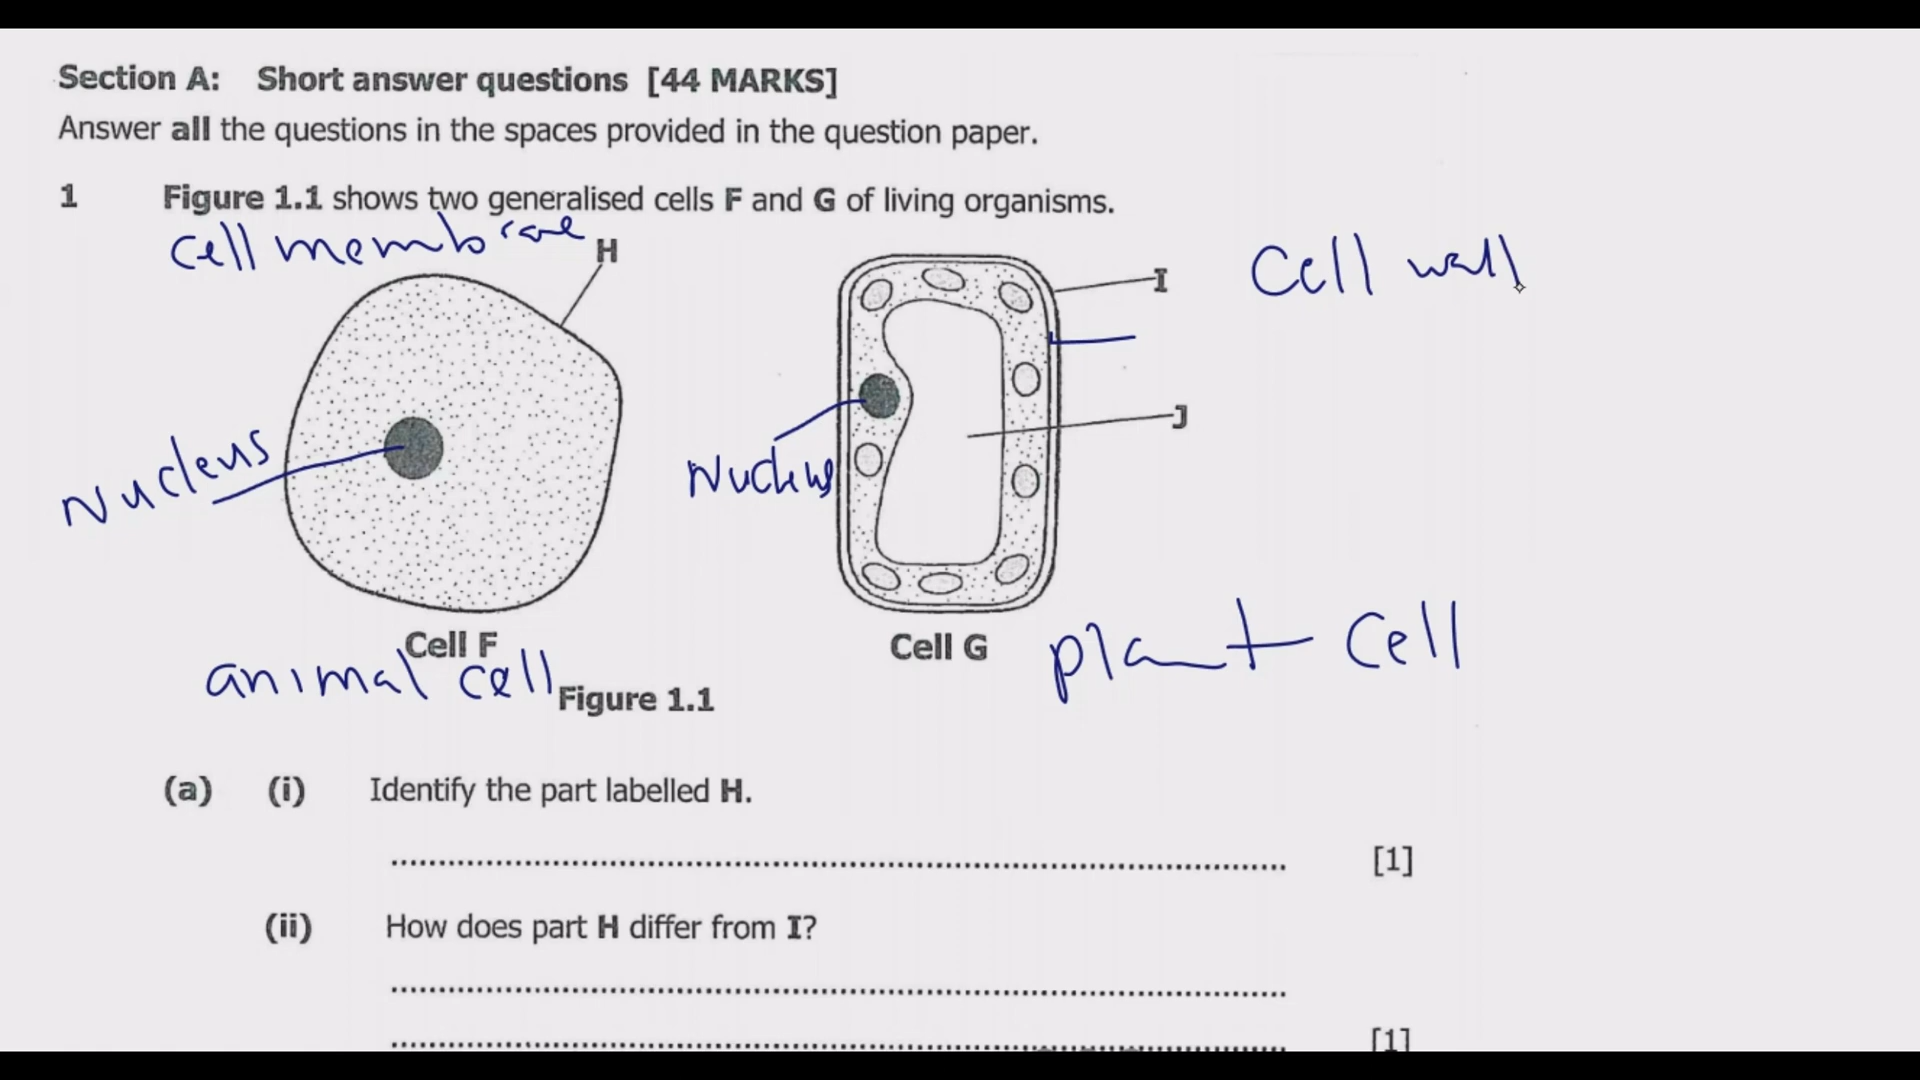 Section A: Short answer questions [44 MARKS]
Answer all the questions in the spaces provided in the question paper.
1 Figure 1.1 shows two generalised cells F and G of living organisms.
cell membrane H
I Cell wall
J
Nucleus
Nucleus
Cell F
Cell G
animal cell
plant cell
Figure 1.1
(a) (i) Identify the part labelled H.
[1]
(ii) How does part H differ from I?
[1]